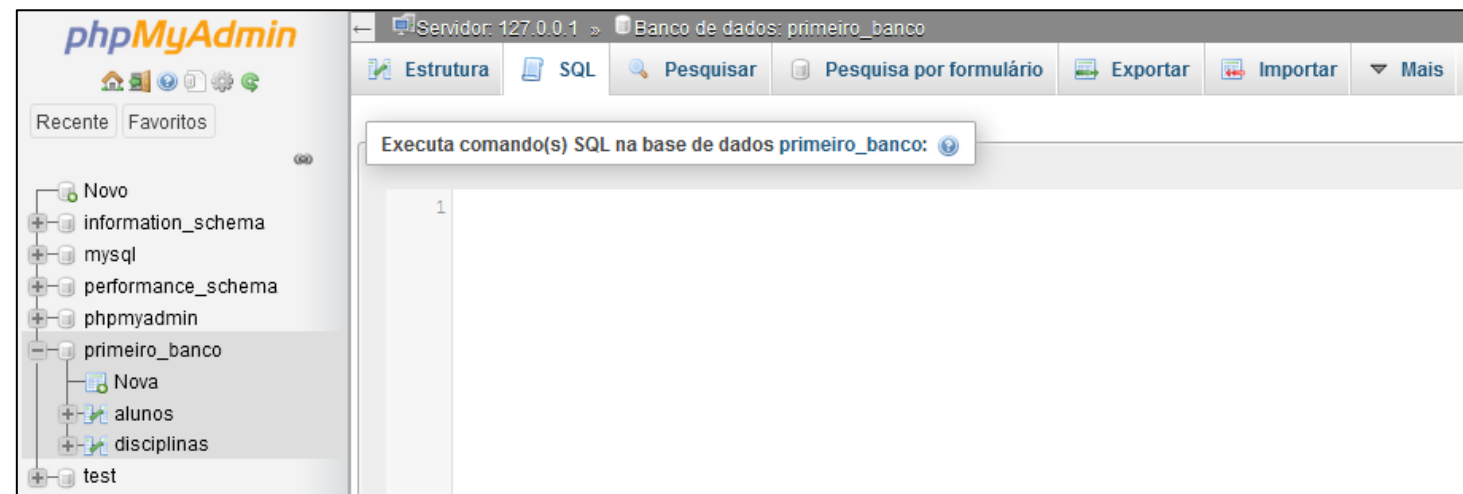 phpMyAdmin
Recente Favoritos
Novo
information_schema
mysql
performance_schema
phpmyadmin
primeiro_banco
Nova
alunos
disciplinas
test
Servidor: 127.0.0.1 » Banco de dados: primeiro_banco
Estrutura SQL Pesquisar Pesquisa por formulário Exportar Importar Mais
Executa comando(s) SQL na base de dados primeiro_banco:
1